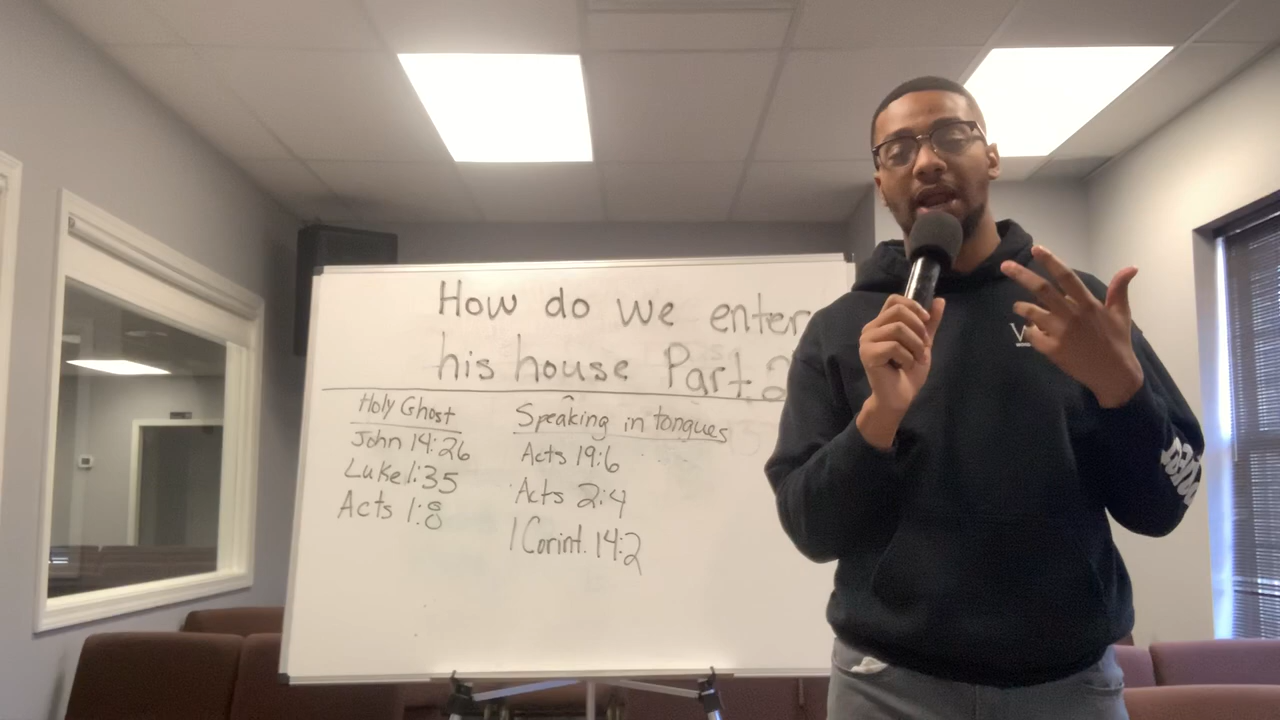 How do we enter
his house Part 2
Holy Ghost
John 14:26
Luke 1:35
Acts 1:8
Speaking in tongues
Acts 19:6
Acts 2:4
1 Corint. 14:2